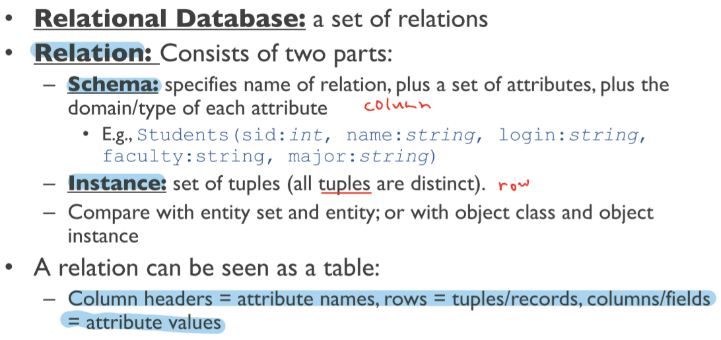 • Relational Database: a set of relations
• Relation: Consists of two parts:
– Schema: specifies name of relation, plus a set of attributes, plus the
domain/type of each attribute column
• E.g., Students(sid:int, name:string, login:string,
faculty:string, major:string)
– Instance: set of tuples (all tuples are distinct). row
– Compare with entity set and entity; or with object class and object
instance
• A relation can be seen as a table:
– Column headers = attribute names, rows = tuples/records, columns/fields
= attribute values